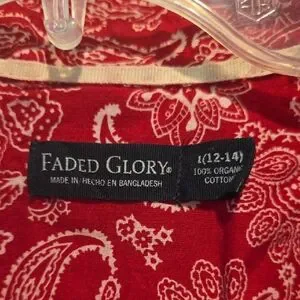 FADED GLORY®
MADE IN/HECHO EN BANGLADESH
L(12-14)
100% ORGANIC
COTTON